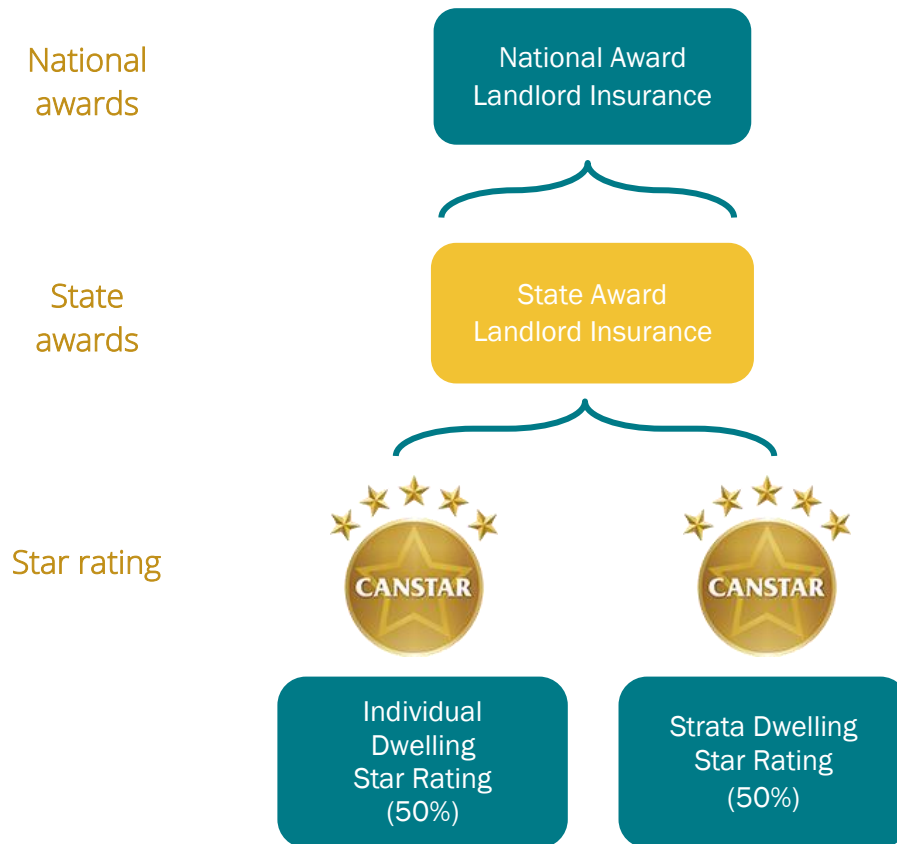 National
awards
National Award
Landlord Insurance
State
awards
State Award
Landlord Insurance
Star rating
CANSTAR
CANSTAR
Individual
Dwelling
Star Rating
(50%)
Strata Dwelling
Star Rating
(50%)